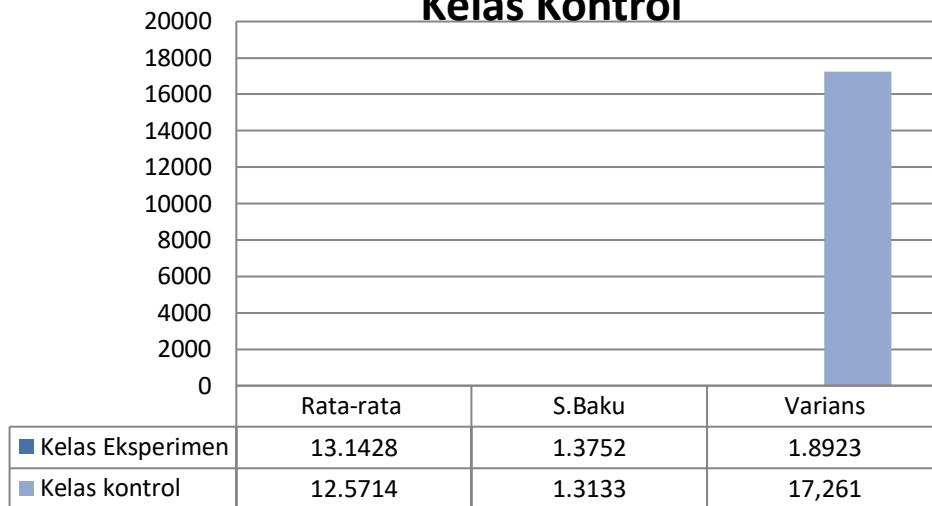 Kelas Kontrol
20000
18000
16000
14000
12000
10000
8000
6000
4000
2000
0
Rata-rata S.Baku Varians
Kelas Eksperimen 13.1428 1.3752 1.8923
Kelas kontrol 12.5714 1.3133 17,261